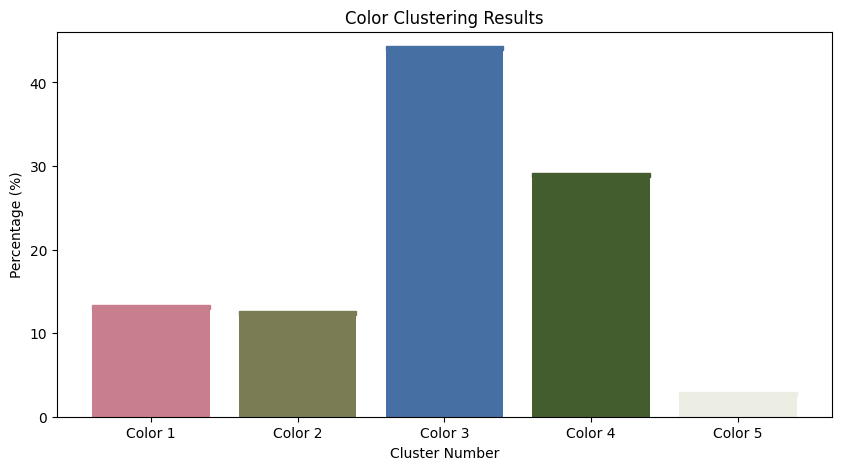 Color Clustering Results
Percentage (%)
40
30
20
10
0
Color 1 Color 2 Color 3 Color 4 Color 5
Cluster Number